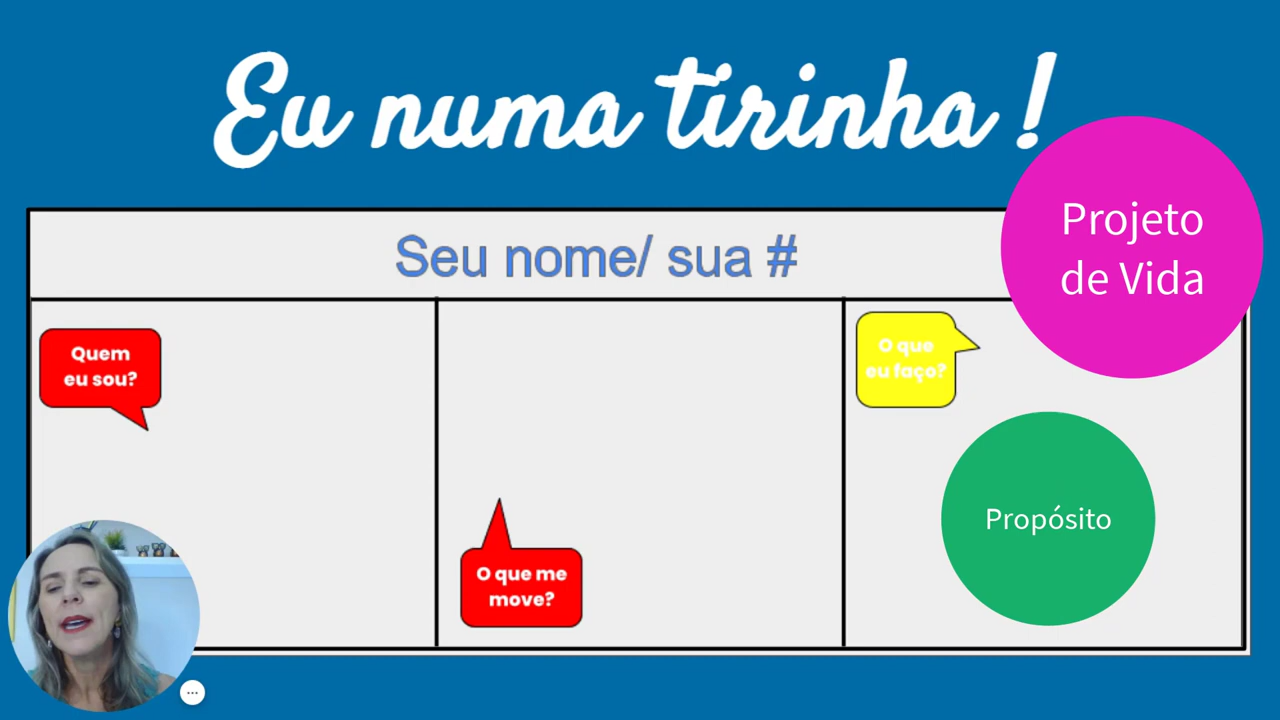 Eu numa tirinha !
Seu nome/ sua #
Projeto
de Vida
Quem
eu sou?
O que
eu faço?
O que me
move?
Propósito